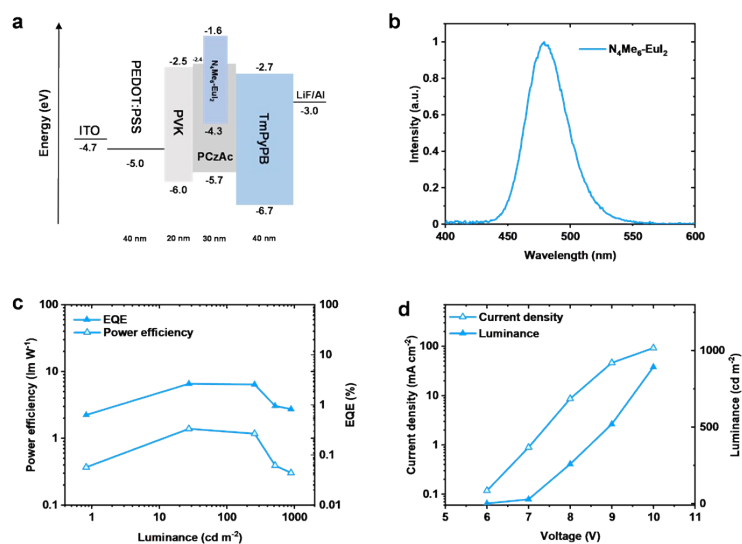 a
Energy (eV)
ITO
-4.7
PEDOT:PSS
-5.0
-2.5
PVK
-6.0
-2.4
-1.6
N4Me6-EuI2
-4.3
PCzAc
-5.7
-2.7
TmPyPB
-6.7
LiF/Al
-3.0
40 nm
20 nm
30 nm
40 nm
b
N4Me6-EuI2
Intensity (a.u.)
1
0.8
0.6
0.4
0.2
0
400
450
500
550
600
Wavelength (nm)
c
EQE
Power efficiency
Power efficiency (lm W-1)
100
10
1
0.1
EQE (%)
100
10
1
0.1
0.01
1
10
100
1000
Luminance (cd m-2)
d
Current density
Luminance
Current density (mA cm-2)
100
10
1
0.1
Luminance (cd m-2)
1000
500
0
5
6
7
8
9
10
11
Voltage (V)